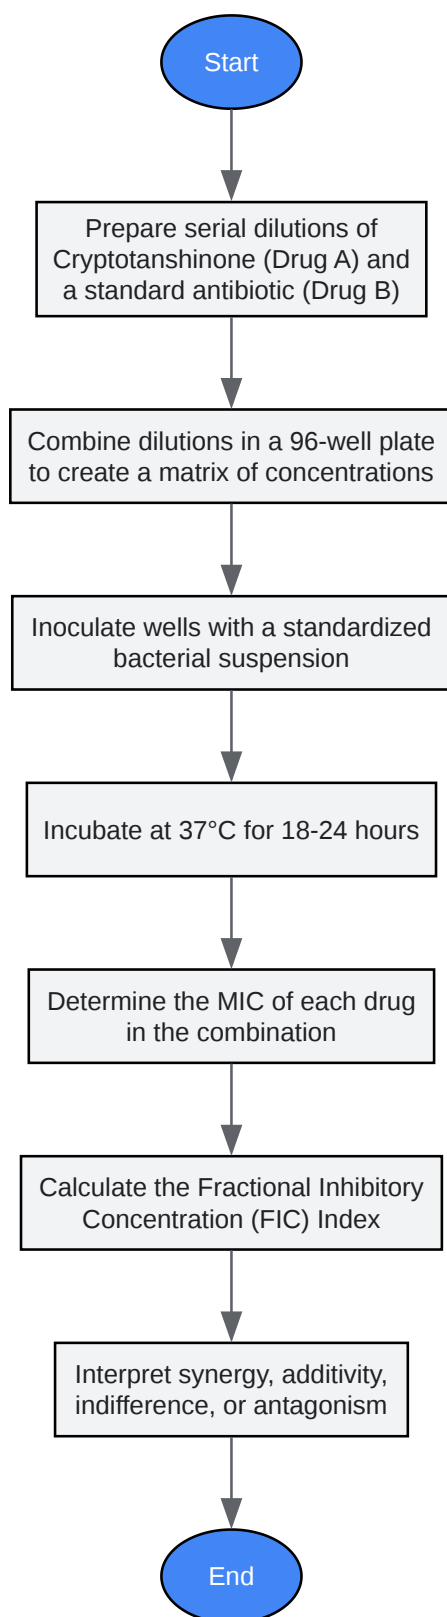 Start
Prepare serial dilutions of
Cryptotanshinone (Drug A) and
a standard antibiotic (Drug B)
Combine dilutions in a 96-well plate
to create a matrix of concentrations
Inoculate wells with a standardized
bacterial suspension
Incubate at 37°C for 18-24 hours
Determine the MIC of each drug
in the combination
Calculate the Fractional Inhibitory
Concentration (FIC) Index
Interpret synergy, additivity,
indifference, or antagonism
End